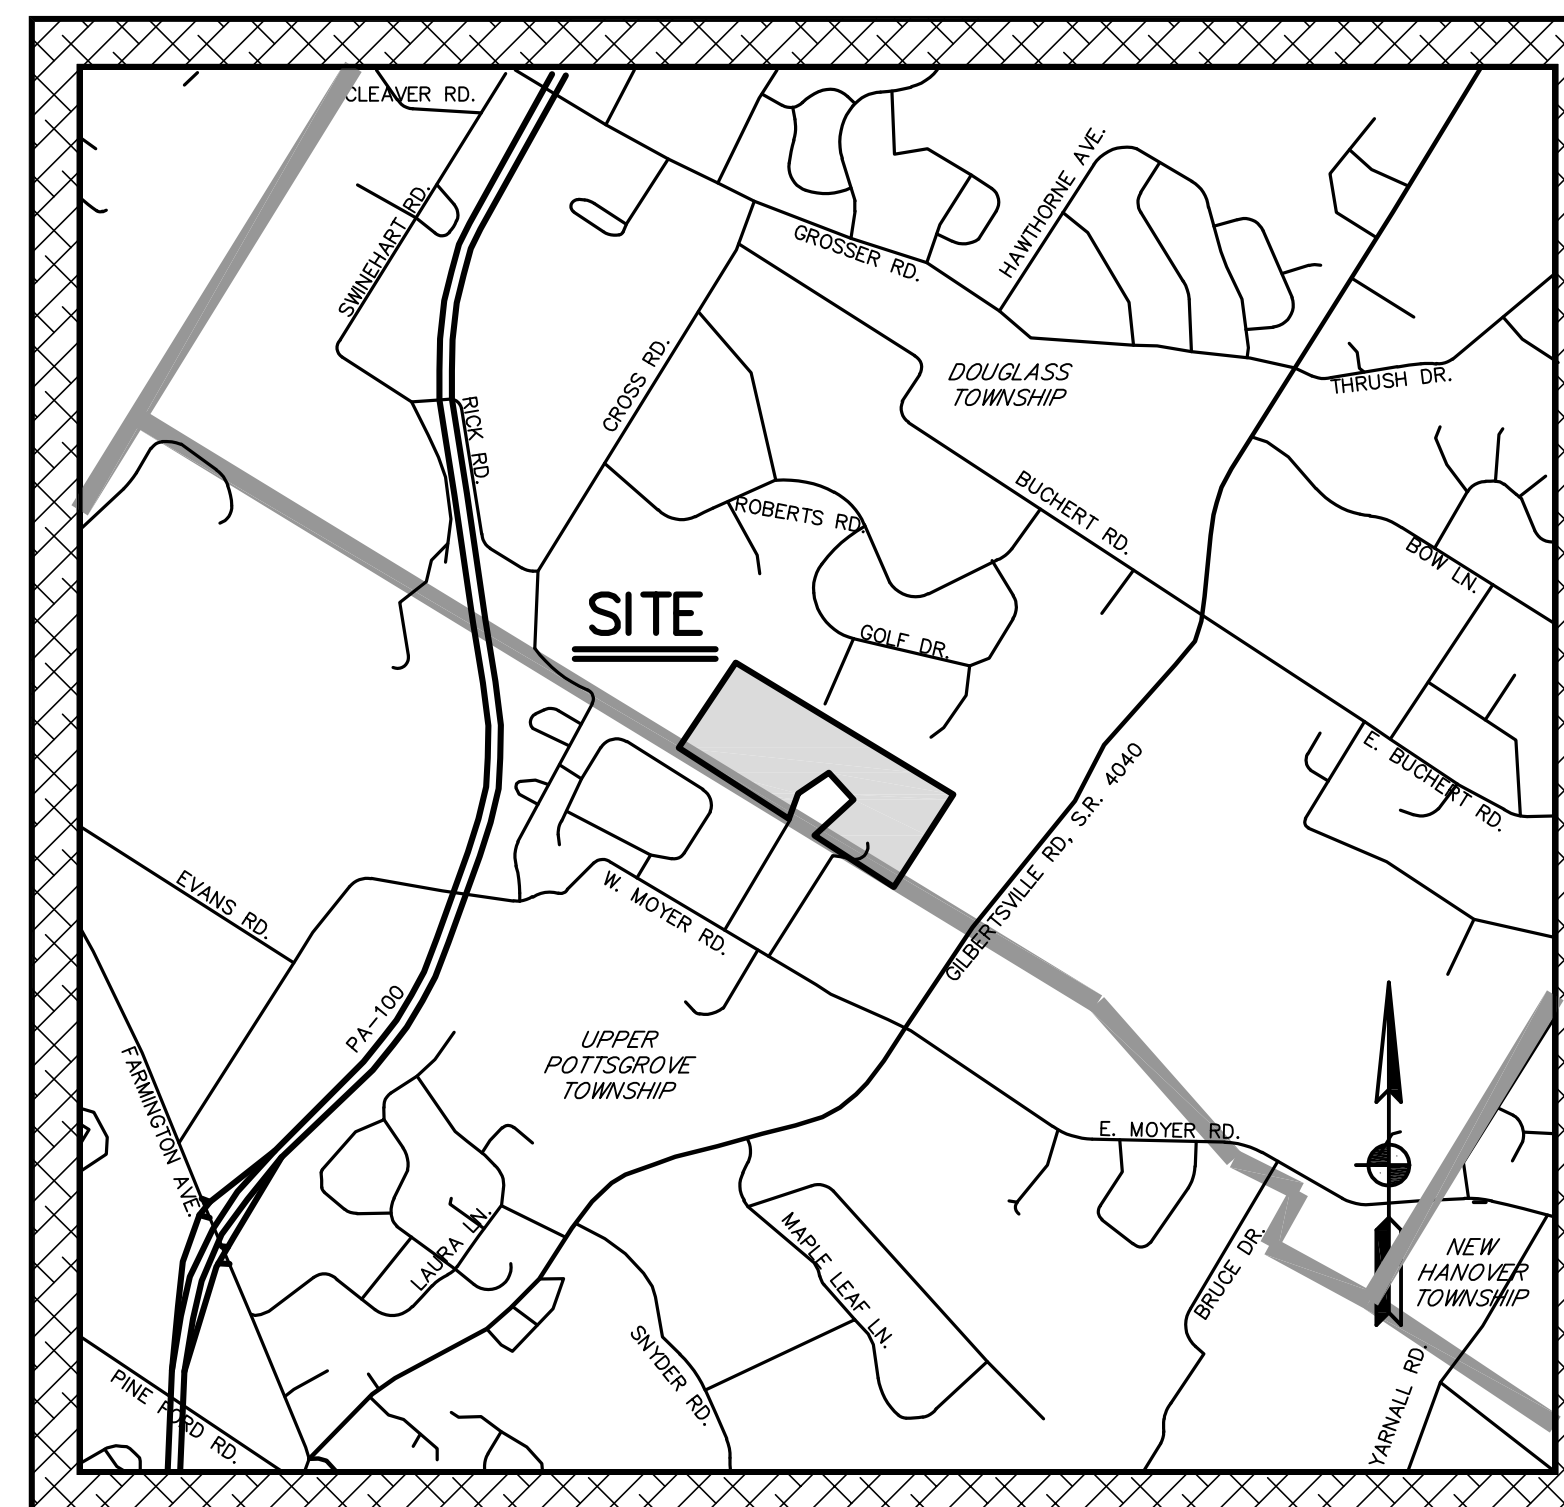 CLEAVER RD.
HAWTHORNE AVE.
SWINEHART RD.
GROSSER RD.
CROSS RD.
DOUGLASS
TOWNSHIP
THRUSH DR.
RICK RD.
BUCHERT RD.
ROBERTS RD.
BOW LN.
SITE
GOLF DR.
E. BUCHERT RD.
GILBERTSVILLE RD, S.R. 4040
EVANS RD.
W. MOYER RD.
PA-100
UPPER
POTTSGROVE
TOWNSHIP
FARMINGTON AVE.
E. MOYER RD.
LAURA LN.
MAPLE LEAF LN.
BRUCE DR.
NEW
HANOVER
TOWNSHIP
SNYDER RD.
PINE FORD RD.
YARNALL RD.